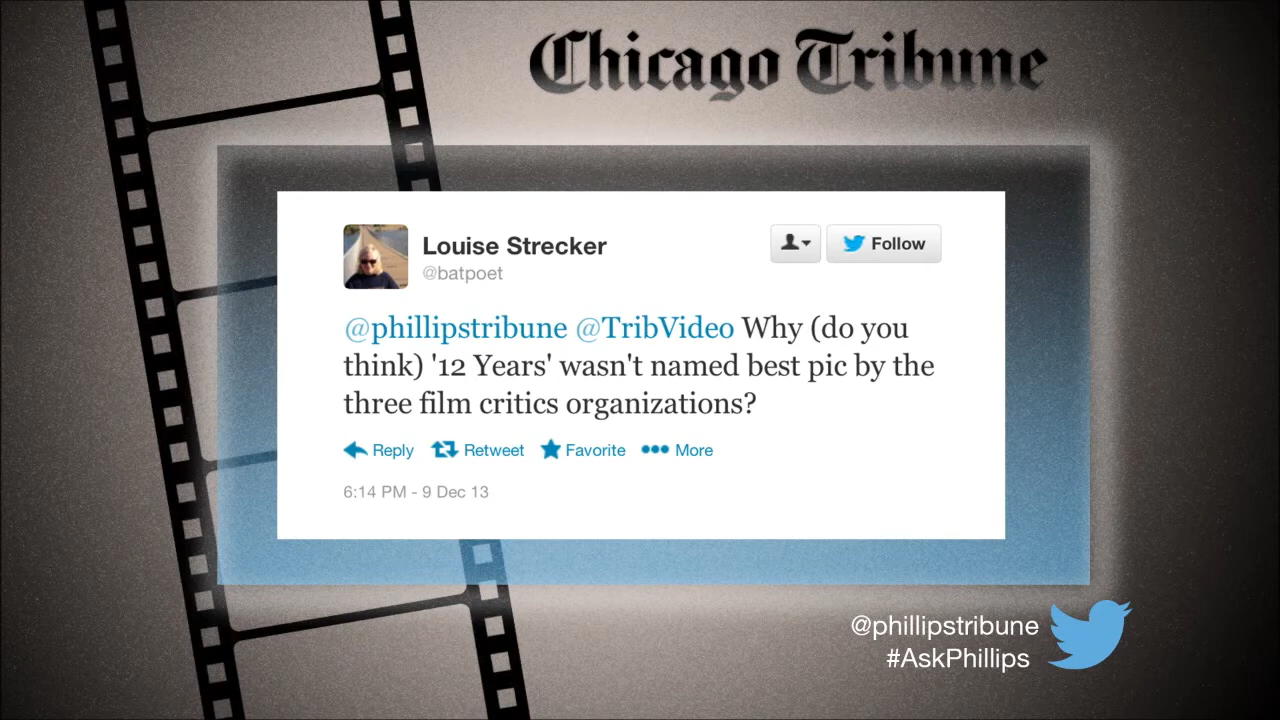 Chicago Tribune
Louise Strecker
@batpoet
Follow
@phillipstribune @TribVideo Why (do you
think) '12 Years' wasn't named best pic by the
three film critics organizations?
Reply Retweet Favorite More
6:14 PM - 9 Dec 13
@phillipstribune
#AskPhillips